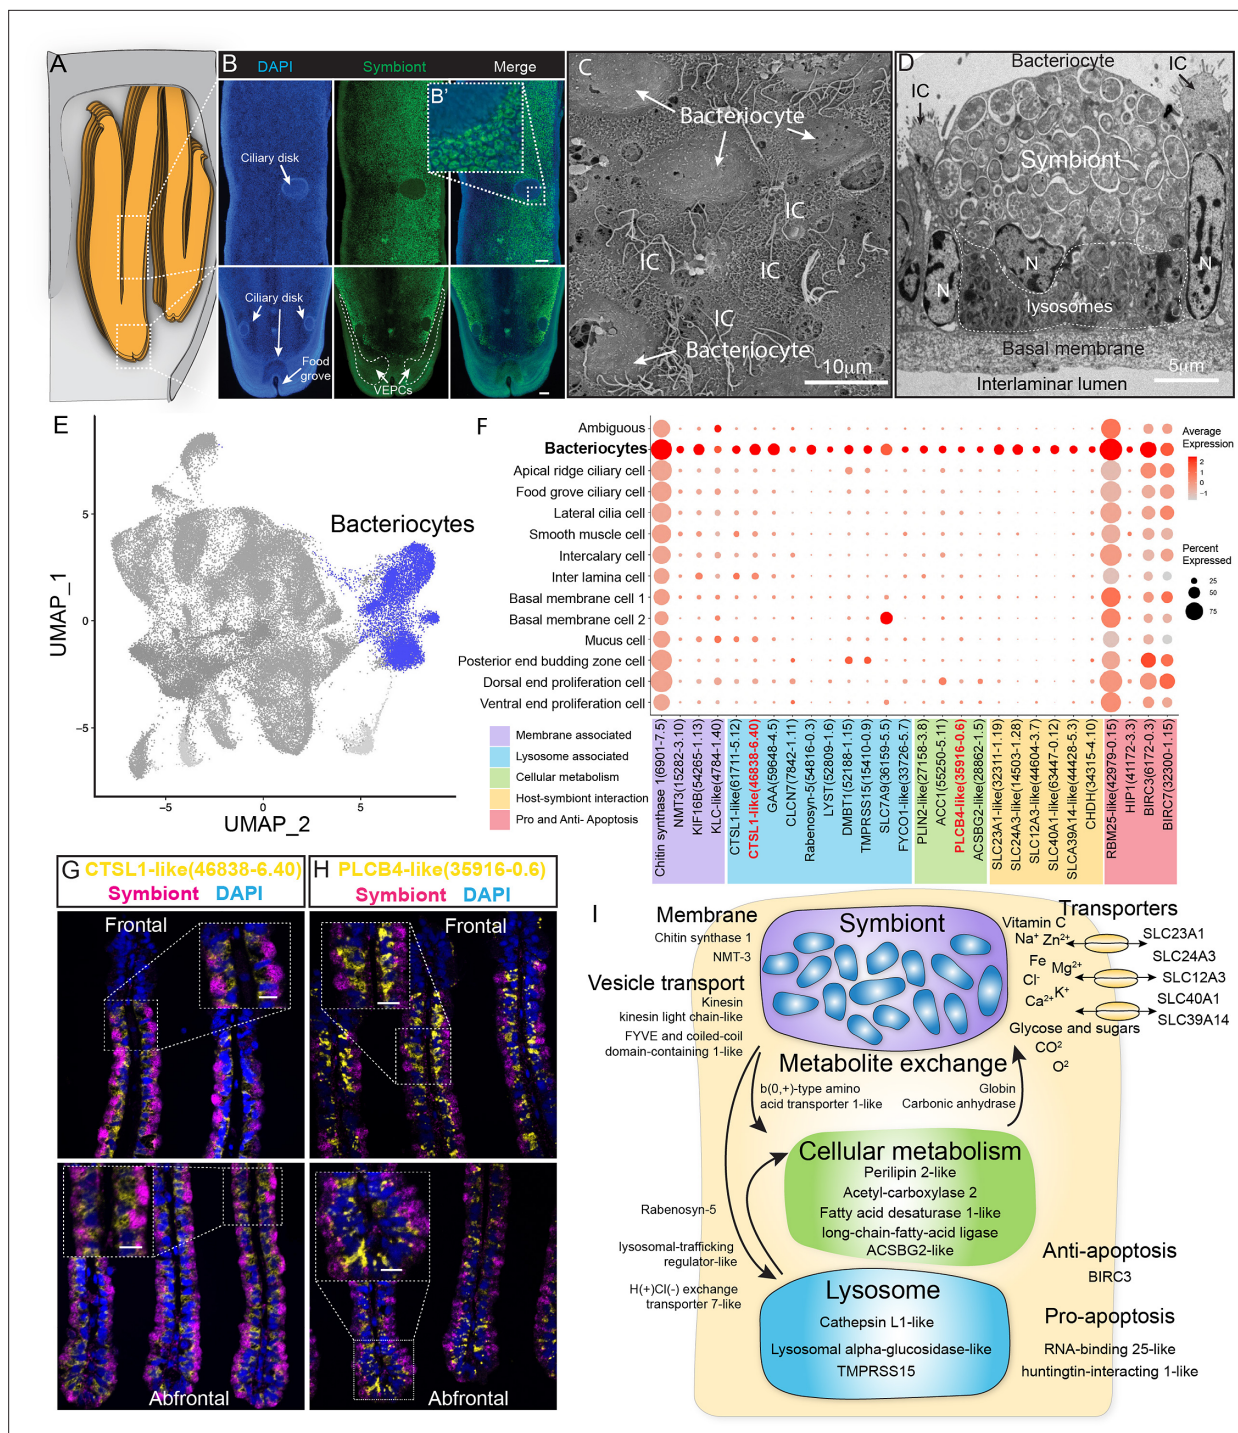 A
B
DAPI
Symbiont
Merge
B'
Ciliary disk
Ciliary disk
Food
grove
VEPCs
C
Bacteriocyte
IC
IC
IC
Bacteriocyte
10μm
D
Bacteriocyte
IC
IC
Symbiont
N
N
N
lysosomes
Basal membrane
Interlaminar lumen
5μm
E
Bacteriocytes
UMAP_1
5
0
−5
−5
0
5
UMAP_2
F
Ambiguous
Bacteriocytes
Apical ridge ciliary cell
Food grove ciliary cell
Lateral cilia cell
Smooth muscle cell
Intercalary cell
Inter lamina cell
Basal membrane cell 1
Basal membrane cell 2
Mucus cell
Posterior end budding zone cell
Dorsal end proliferation cell
Ventral end proliferation cell
Average
Expression
2
1
0
−1
Percent
Expressed
25
50
75
Membrane associated
Lysosome associated
Cellular metabolism
Host-symbiont interaction
Pro and Anti- Apoptosis
Chitin synthase 1(6901-7.5)
NMT3(5282-3.10)
KIF16B(54265-1.13)
KLC-like(4784-1.40)
CTSL1-like(61711-5.12)
CTSL1-like(46838-6.40)
GAA(59648-4.5)
CLCN7(7842-1.11)
Rabenosyn-5(54816-0.3)
LYST(52809-1.6)
DMBT1(52188-1.15)
TMPRSS15(15410-0.9)
SLC7A9(36159-5.5)
FYCO1-like(33726-5.7)
PLIN2-like(27158-3.8)
ACC1(55250-5.11)
PLCB4-like(35916-0.6)
ACSBG2-like(28862-1.5)
SLC23A1-like(32311-1.19)
SLC24A3-like(14503-1.28)
SLC12A3-like(44604-3.7)
SLC40A1-like(63447-0.12)
SLCA39A14-like(44428-5.3)
CHDH(34315-4.10)
RBM25-like(42979-0.15)
HIP1(41172-3.3)
BIRC3(6172-0.3)
BIRC7(32300-1.15)
G CTSL1-like(46838-6.40)
Symbiont DAPI
Frontal
Abfrontal
H PLCB4-like(35916-0.6)
Symbiont DAPI
Frontal
Abfrontal
I
Membrane
Chitin synthase 1
NMT-3
Vesicle transport
Kinesin
kinesin light chain-like
FYVE and coiled-coil
domain-containing 1-like
Symbiont
Transporters
Vitamin C
Na⁺ Zn²⁺
Fe
Mg²⁺
Cl⁻
Ca²⁺ K⁺
Glycose and sugars
CO²
O²
SLC23A1
SLC24A3
SLC12A3
SLC40A1
SLC39A14
Metabolite exchange
b(0,+)-type amino
acid transporter 1-like
Globin
Carbonic anhydrase
Cellular metabolism
Perilipin 2-like
Acetyl-carboxylase 2
Fatty acid desaturase 1-like
long-chain-fatty-acid ligase
ACSBG2-like
Rabenosyn-5
lysosomal-trafficking
regulator-like
H(+)Cl(-) exchange
transporter 7-like
Lysosome
Cathepsin L1-like
Lysosomal alpha-glucosidase-like
TMPRSS15
Anti-apoptosis
BIRC3
Pro-apoptosis
RNA-binding 25-like
huntingtin-interacting 1-like